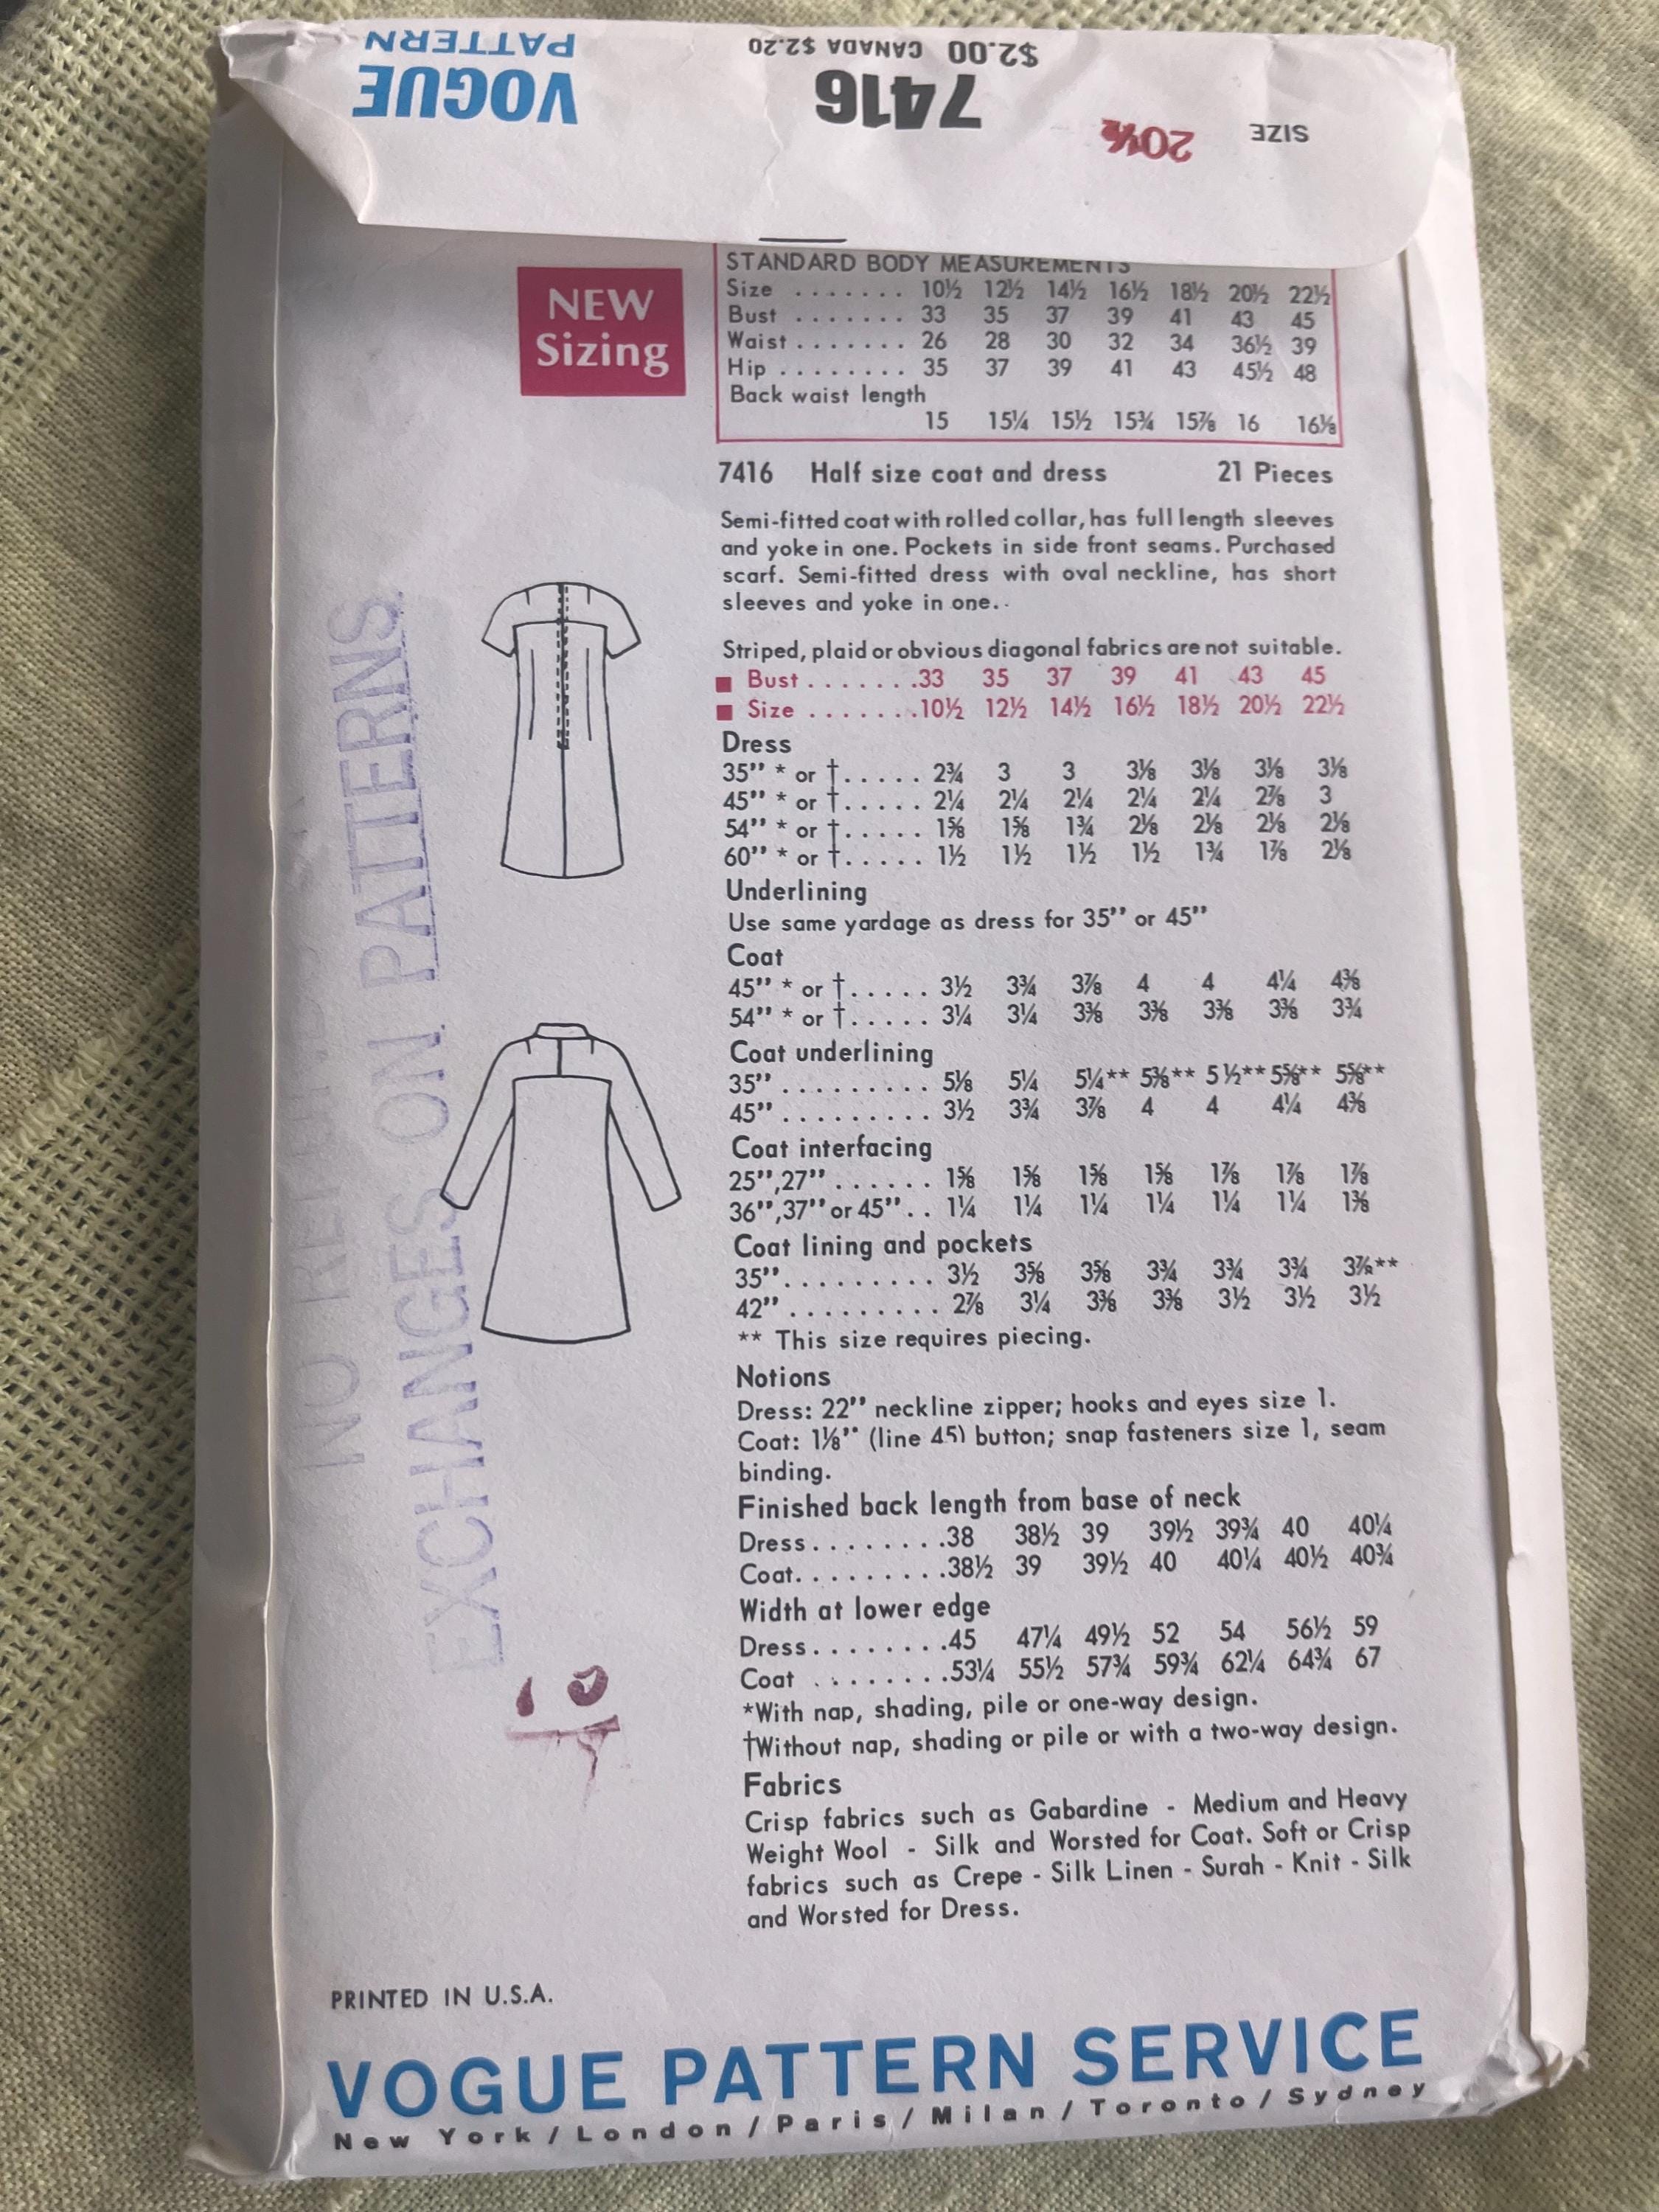 VOGUE
PATTERN
7416
$2.00 CANADA $2.20
SIZE
20½
NEW
Sizing
STANDARD BODY MEASUREMENTS
Size ....... 10½ 12½ 14½ 16½ 18½ 20½ 22½
Bust ....... 33 35 37 39 41 43 45
Waist ....... 26 28 30 32 34 36½ 39
Hip ........ 35 37 39 41 43 45½ 48
Back waist length
15 15¼ 15½ 15¾ 15⅞ 16 16⅛
7416 Half size coat and dress 21 Pieces
Semi-fitted coat with rolled collar, has full length sleeves
and yoke in one. Pockets in side front seams. Purchased
scarf. Semi-fitted dress with oval neckline, has short
sleeves and yoke in one.
Striped, plaid or obvious diagonal fabrics are not suitable.
■ Bust ....... 33 35 37 39 41 43 45
■ Size ....... 10½ 12½ 14½ 16½ 18½ 20½ 22½
Dress
35'' * or † ..... 2¾ 3 3 3⅛ 3⅛ 3⅛ 3⅛
45'' * or † ..... 2¼ 2¼ 2¼ 2¼ 2¼ 2⅞ 3
54'' * or † ..... 1⅝ 1⅝ 1¾ 2⅛ 2⅛ 2⅛ 2⅛
60'' * or † ..... 1½ 1½ 1½ 1½ 1¾ 1⅞ 2⅛
Underlining
Use same yardage as dress for 35'' or 45''
Coat
45'' * or † ..... 3½ 3¾ 3⅞ 4 4 4¼ 4⅜
54'' * or † ..... 3¼ 3¼ 3⅜ 3⅜ 3⅜ 3⅜ 3¾
Coat underlining
35'' ......... 5⅛ 5¼ 5¼** 5⅜** 5½** 5⅝** 5⅝**
45'' ......... 3½ 3¾ 3⅞ 4 4 4¼ 4⅜
Coat interfacing
25'',27'' ...... 1⅝ 1⅝ 1⅝ 1⅝ 1⅞ 1⅞ 1⅞
36'',37'' or 45'' .. 1¼ 1¼ 1¼ 1¼ 1¼ 1¼ 1⅜
Coat lining and pockets
35'' ......... 3½ 3⅝ 3⅝ 3¾ 3¾ 3¾ 3⅞**
42'' ......... 2⅞ 3¼ 3⅜ 3⅜ 3½ 3½ 3½
** This size requires piecing.
Notions
Dress: 22'' neckline zipper; hooks and eyes size 1.
Coat: 1⅛'' (line 45) button; snap fasteners size 1, seam
binding.
Finished back length from base of neck
Dress ........ 38 38½ 39 39½ 39¾ 40 40¼
Coat ......... 38½ 39 39½ 40 40¼ 40½ 40¾
Width at lower edge
Dress ........ 45 47¼ 49½ 52 54 56½ 59
Coat ........ 53¼ 55½ 57¾ 59¾ 62¼ 64¾ 67
*With nap, shading, pile or one-way design.
†Without nap, shading or pile or with a two-way design.
Fabrics
Crisp fabrics such as Gabardine - Medium and Heavy
Weight Wool - Silk and Worsted for Coat. Soft or Crisp
fabrics such as Crepe - Silk Linen - Surah - Knit - Silk
and Worsted for Dress.
NO
EXCHANGES ON PATTERNS
PRINTED IN U.S.A.
VOGUE PATTERN SERVICE
New York / London / Paris / Milan / Toronto / Sydney